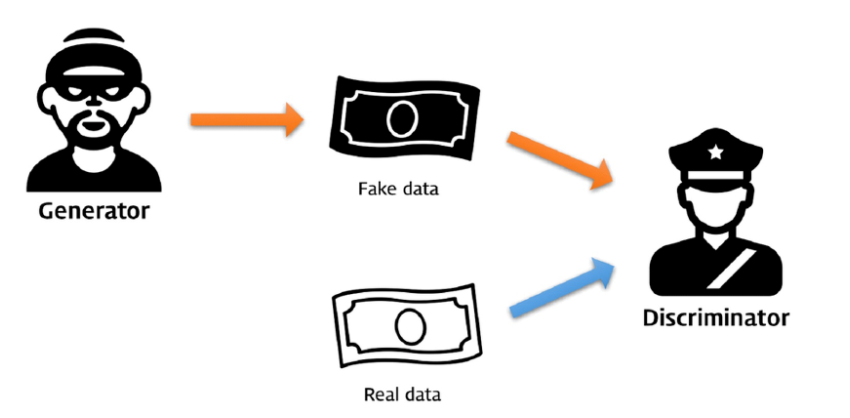 Generator
Fake data
Discriminator
Real data